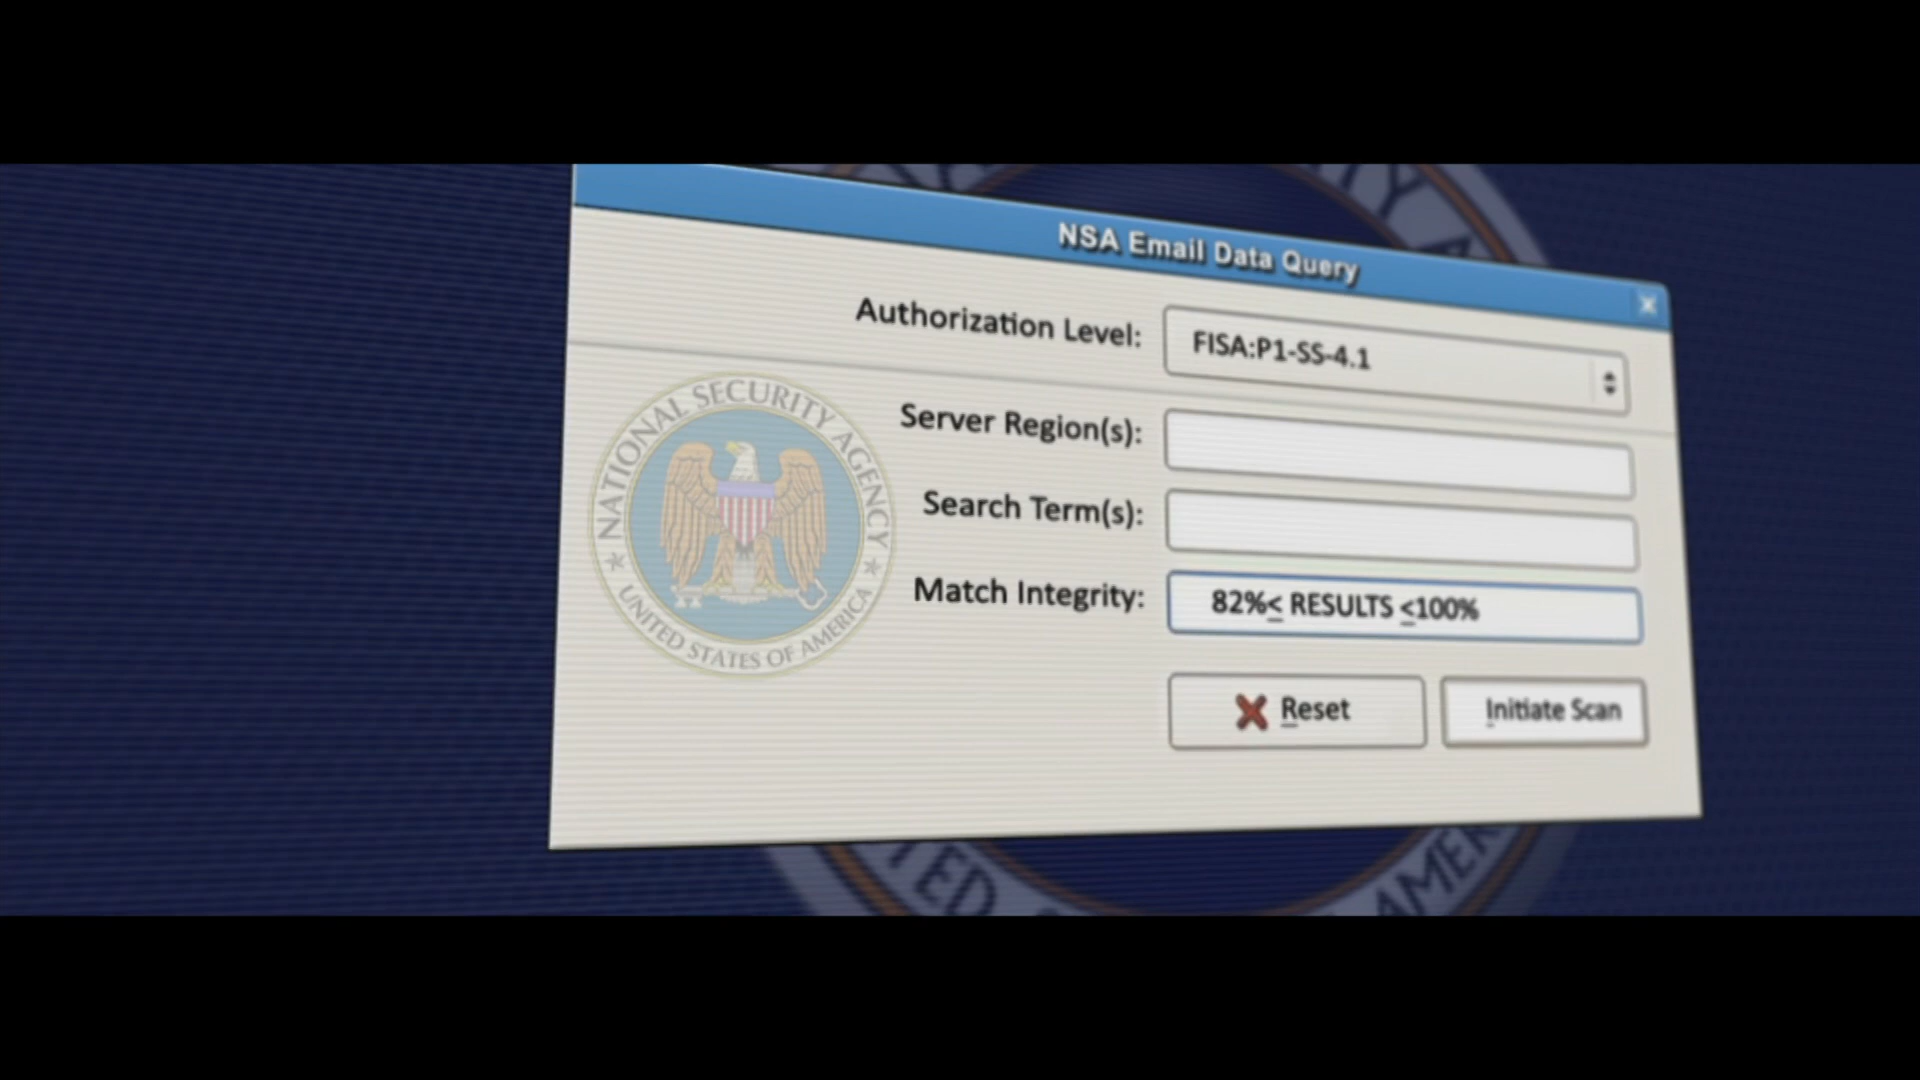 NSA Email Data Query
Authorization Level: FISA:P1-SS-4.1
Server Region(s):
Search Term(s):
Match Integrity: 82%≤ RESULTS ≤100%
Reset Initiate Scan
NATIONAL SECURITY AGENCY
UNITED STATES OF AMERICA